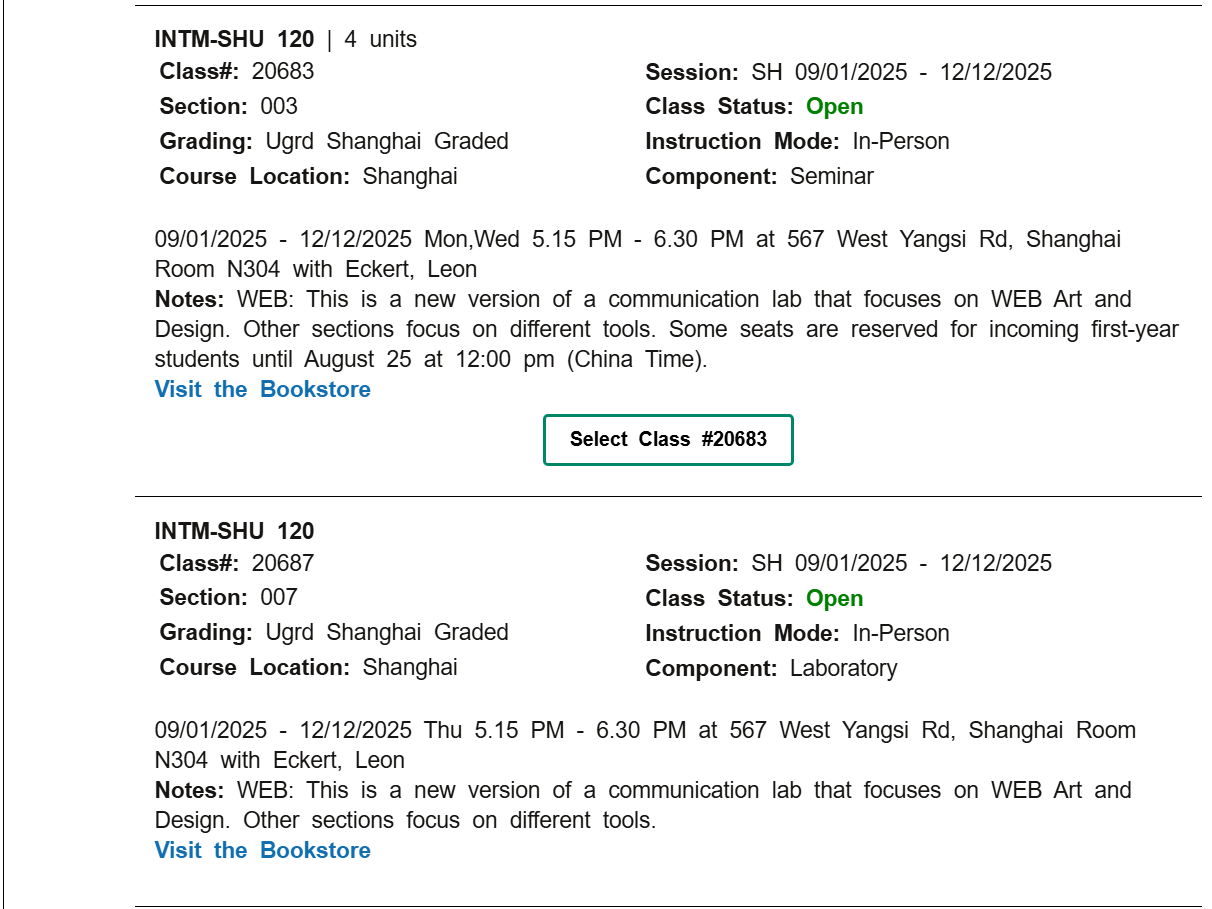 INTM-SHU 120 | 4 units
Class#: 20683
Session: SH 09/01/2025 - 12/12/2025
Section: 003
Class Status: Open
Grading: Ugrd Shanghai Graded
Instruction Mode: In-Person
Course Location: Shanghai
Component: Seminar
09/01/2025 - 12/12/2025 Mon,Wed 5.15 PM - 6.30 PM at 567 West Yangsi Rd, Shanghai
Room N304 with Eckert, Leon
Notes: WEB: This is a new version of a communication lab that focuses on WEB Art and
Design. Other sections focus on different tools. Some seats are reserved for incoming first-year
students until August 25 at 12:00 pm (China Time).
Visit the Bookstore
Select Class #20683
INTM-SHU 120
Class#: 20687
Session: SH 09/01/2025 - 12/12/2025
Section: 007
Class Status: Open
Grading: Ugrd Shanghai Graded
Instruction Mode: In-Person
Course Location: Shanghai
Component: Laboratory
09/01/2025 - 12/12/2025 Thu 5.15 PM - 6.30 PM at 567 West Yangsi Rd, Shanghai Room
N304 with Eckert, Leon
Notes: WEB: This is a new version of a communication lab that focuses on WEB Art and
Design. Other sections focus on different tools.
Visit the Bookstore